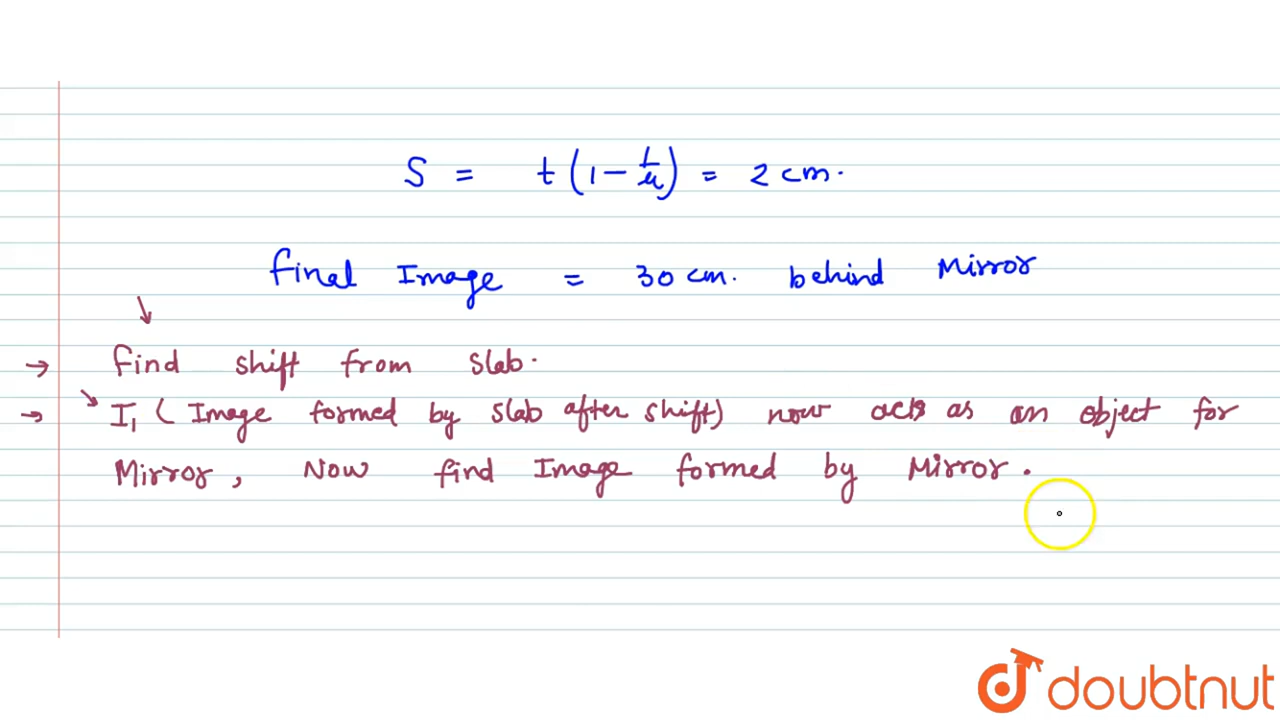 S = t(1-1/μ) = 2 cm.
final Image = 30 cm. behind Mirror
→ find shift from slab.
→ I₁ (Image formed by slab after shift) now acts as an object for
Mirror, Now find Image formed by Mirror.
doubtnut